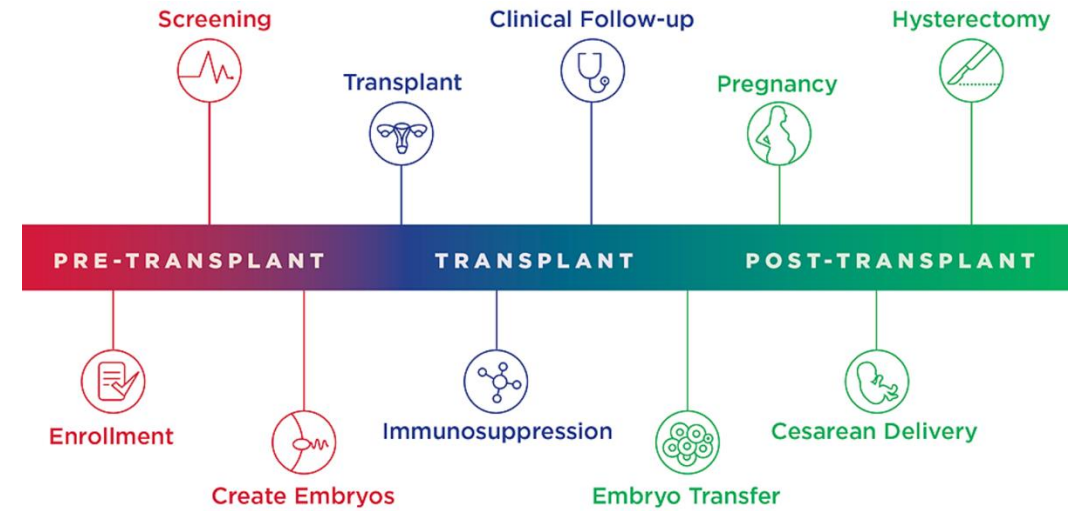 Screening
Clinical Follow-up
Hysterectomy
Transplant
Pregnancy
PRE-TRANSPLANT
TRANSPLANT
POST-TRANSPLANT
Enrollment
Immunosuppression
Cesarean Delivery
Create Embryos
Embryo Transfer